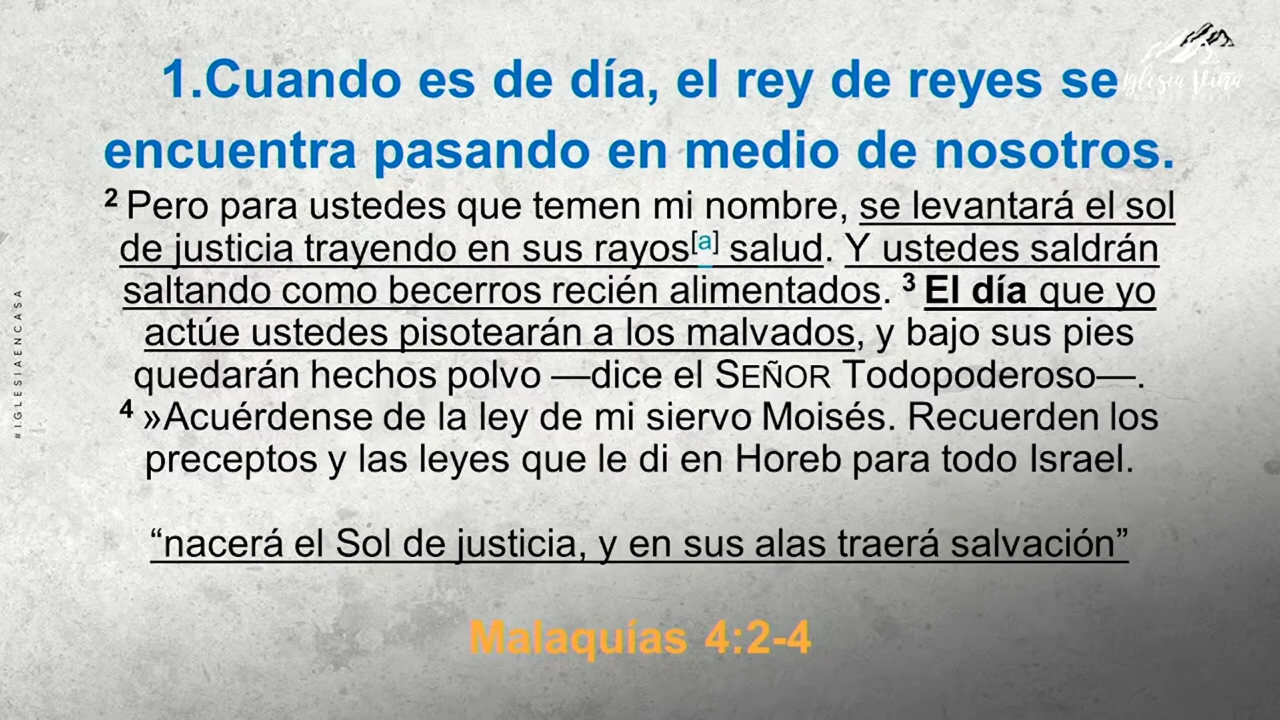 Iglesia Viña
1.Cuando es de día, el rey de reyes se
encuentra pasando en medio de nosotros.
2 Pero para ustedes que temen mi nombre, se levantará el sol
de justicia trayendo en sus rayos[a] salud. Y ustedes saldrán
saltando como becerros recién alimentados. 3 El día que yo
actúe ustedes pisotearán a los malvados, y bajo sus pies
quedarán hechos polvo —dice el SEÑOR Todopoderoso—.
4 »Acuérdense de la ley de mi siervo Moisés. Recuerden los
preceptos y las leyes que le di en Horeb para todo Israel.
“nacerá el Sol de justicia, y en sus alas traerá salvación”
Malaquías 4:2-4
#IGLESIAENCASA